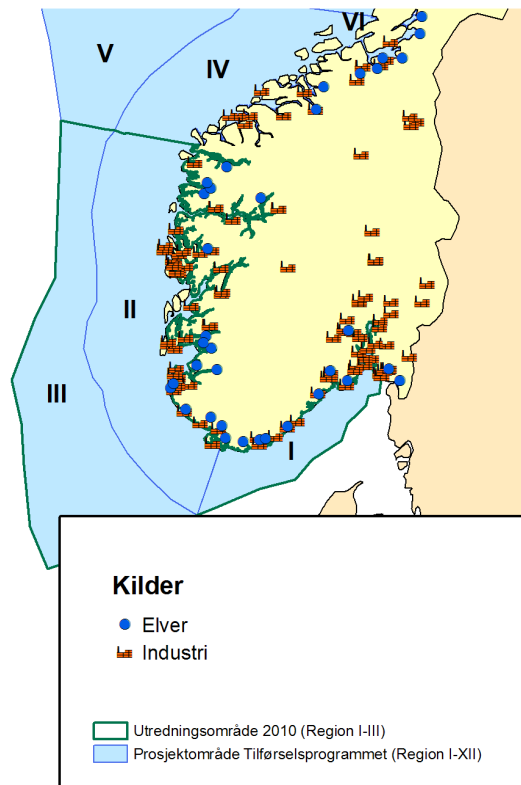 VI
V
IV
II
III
I
Kilder
Elver
Industri
Utredningsområde 2010 (Region I-III)
Prosjektområde Tilførselsprogrammet (Region I-XII)